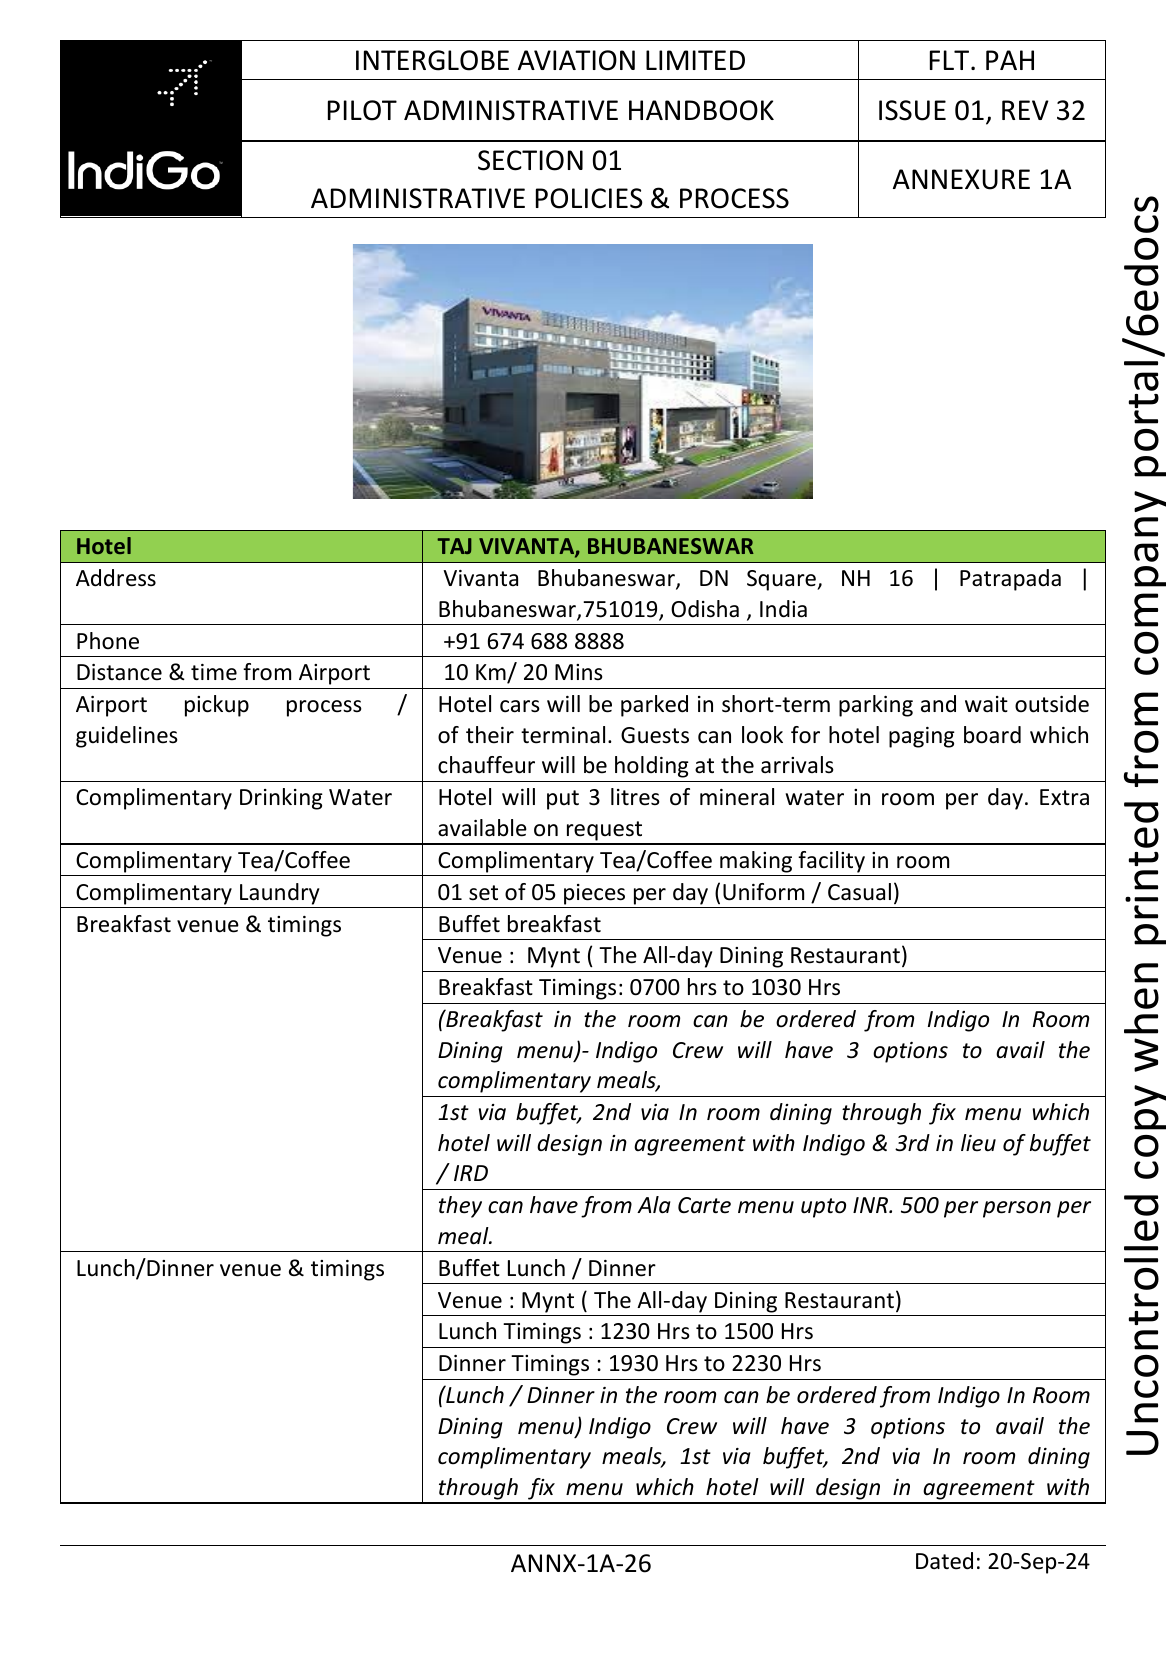 INTERGLOBE AVIATION LIMITED
FLT. PAH
PILOT ADMINISTRATIVE HANDBOOK
ISSUE 01, REV 32
SECTION 01
ADMINISTRATIVE POLICIES & PROCESS
ANNEXURE 1A
IndiGo
VIVANTA
Hotel
TAJ VIVANTA, BHUBANESWAR
Address
Vivanta Bhubaneswar, DN Square, NH 16 | Patrapada |
Bhubaneswar,751019, Odisha , India
Phone
+91 674 688 8888
Distance & time from Airport
10 Km/ 20 Mins
Airport pickup process /
guidelines
Hotel cars will be parked in short-term parking and wait outside
of their terminal. Guests can look for hotel paging board which
chauffeur will be holding at the arrivals
Complimentary Drinking Water
Hotel will put 3 litres of mineral water in room per day. Extra
available on request
Complimentary Tea/Coffee
Complimentary Tea/Coffee making facility in room
Complimentary Laundry
01 set of 05 pieces per day (Uniform / Casual)
Breakfast venue & timings
Buffet breakfast
Venue : Mynt ( The All-day Dining Restaurant)
Breakfast Timings: 0700 hrs to 1030 Hrs
(Breakfast in the room can be ordered from Indigo In Room
Dining menu)- Indigo Crew will have 3 options to avail the
complimentary meals,
1st via buffet, 2nd via In room dining through fix menu which
hotel will design in agreement with Indigo & 3rd in lieu of buffet
/ IRD
they can have from Ala Carte menu upto INR. 500 per person per
meal.
Lunch/Dinner venue & timings
Buffet Lunch / Dinner
Venue : Mynt ( The All-day Dining Restaurant)
Lunch Timings : 1230 Hrs to 1500 Hrs
Dinner Timings : 1930 Hrs to 2230 Hrs
(Lunch / Dinner in the room can be ordered from Indigo In Room
Dining menu) Indigo Crew will have 3 options to avail the
complimentary meals, 1st via buffet, 2nd via In room dining
through fix menu which hotel will design in agreement with
ANNX-1A-26
Dated: 20-Sep-24
Uncontrolled copy when printed from company portal/6edocs